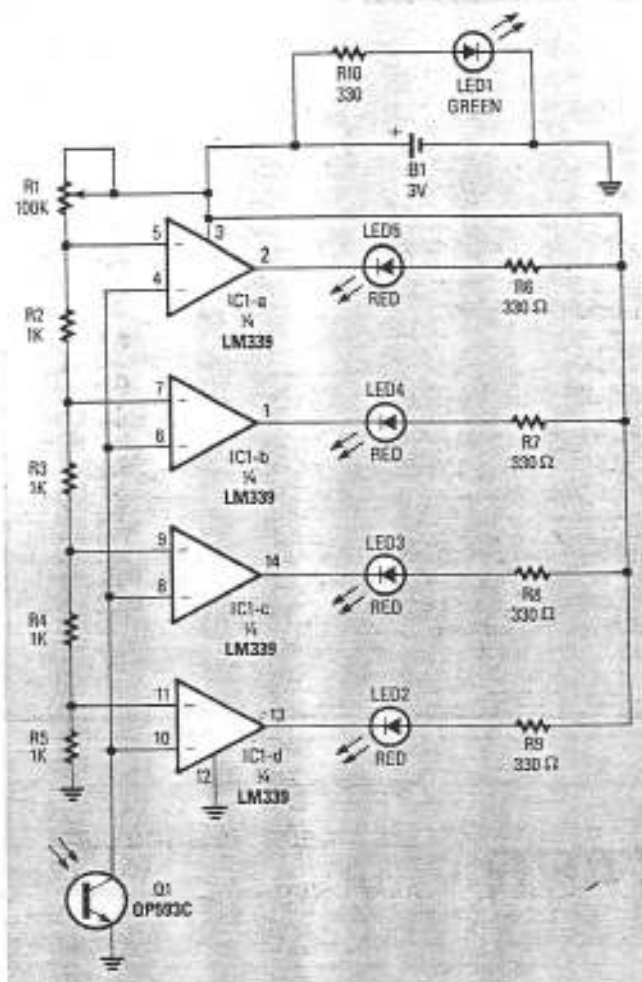 R10
330
LED1
GREEN
+
B1
3V
R1
100K
5
3
4
2
IC1-a
¼
LM339
LED5
RED
R6
330 Ω
R2
1K
7
6
1
IC1-b
¼
LM339
LED4
RED
R7
330 Ω
R3
1K
9
8
14
IC1-c
¼
LM339
LED3
RED
R8
330 Ω
R4
1K
11
10
13
12
IC1-d
¼
LM339
LED2
RED
R9
330 Ω
R5
1K
Q1
OP593C